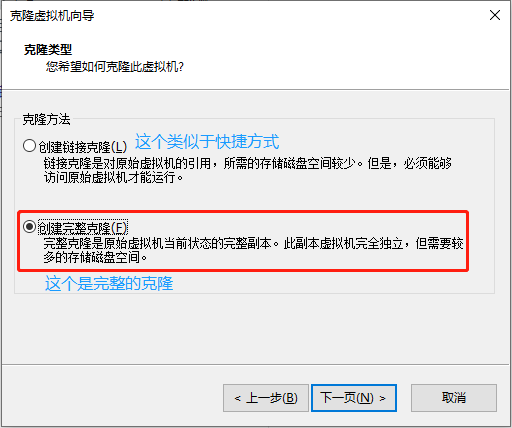 克隆虚拟机向导
克隆类型
您希望如何克隆此虚拟机?
克隆方法
创建链接克隆(L) 这个类似于快捷方式
链接克隆是对原始虚拟机的引用，所需的存储磁盘空间较少。但是，必须能够
访问原始虚拟机才能运行。
创建完整克隆(F)
完整克隆是原始虚拟机当前状态的完整副本。此副本虚拟机完全独立，但需要较
多的存储磁盘空间。
这个是完整的克隆
< 上一步(B) 下一页(N) > 取消